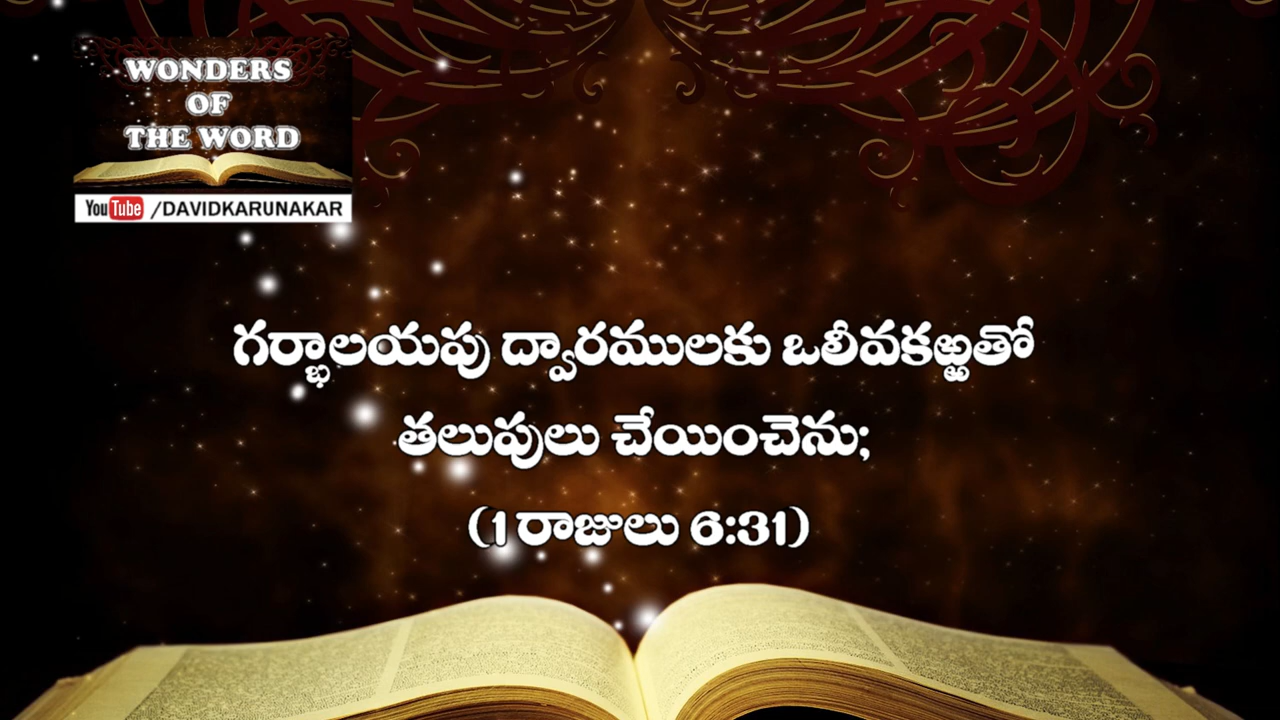 WONDERS
OF
THE WORD
YouTube /DAVIDKARUNAKAR
గర్భాలయపు ద్వారములకు ఒలీవకఱ్ఱతో
తలుపులు చేయించెను;
(1 రాజులు 6:31)